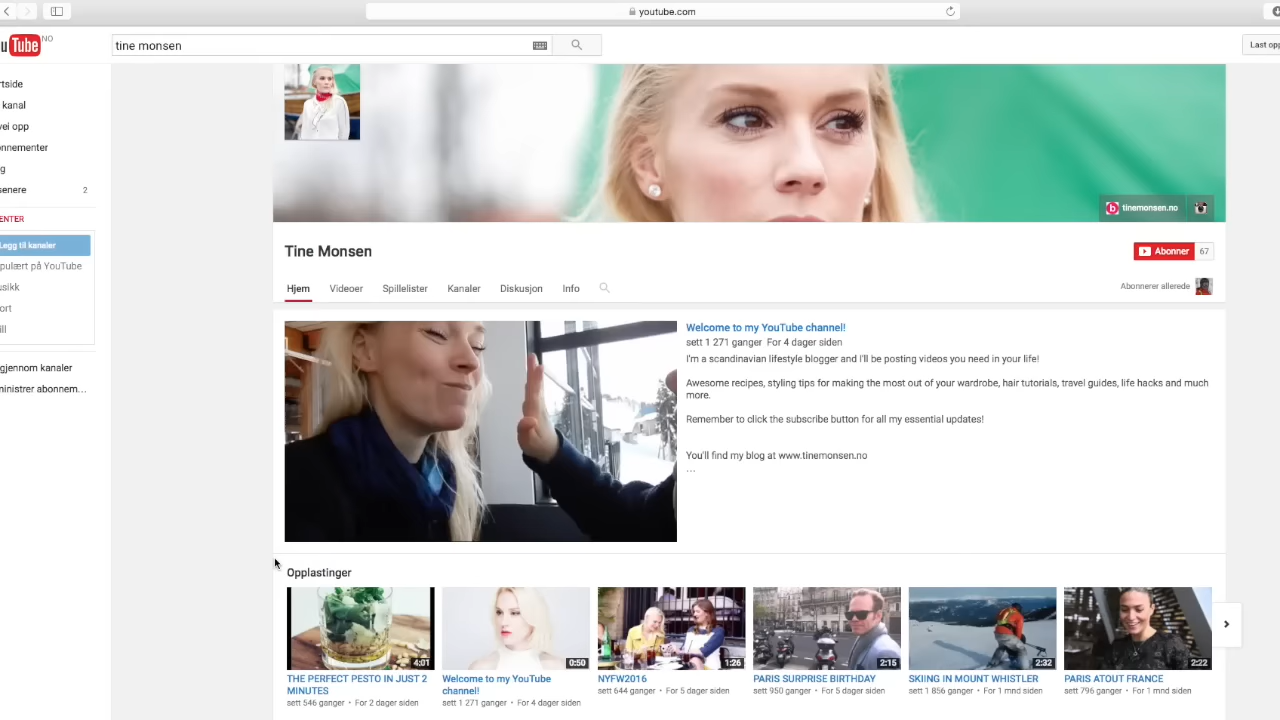 youtube.com
uTube NO
tine monsen
Last opp
rtside
kanal
vei opp
nnementer
g
senere 2
ENTER
Legg til kanaler
pulært på YouTube
usikk
ort
ill
gjennom kanaler
ministrer abonnem...
tinemonsen.no
Tine Monsen
Abonner 67
Hjem Videoer Spillelister Kanaler Diskusjon Info
Abonnerer allerede
Welcome to my YouTube channel!
sett 1 271 ganger For 4 dager siden
I'm a scandinavian lifestyle blogger and I'll be posting videos you need in your life!
Awesome recipes, styling tips for making the most out of your wardrobe, hair tutorials, travel guides, life hacks and much
more.
Remember to click the subscribe button for all my essential updates!
You'll find my blog at www.tinemonsen.no
...
Opplastinger
4:01 0:50 1:26 2:15 2:32 2:22
THE PERFECT PESTO IN JUST 2
MINUTES
sett 546 ganger • For 2 dager siden
Welcome to my YouTube
channel!
sett 1 271 ganger • For 4 dager siden
NYFW2016
sett 644 ganger • For 5 dager siden
PARIS SURPRISE BIRTHDAY
sett 950 ganger • For 5 dager siden
SKIING IN MOUNT WHISTLER
sett 1 856 ganger • For 1 mnd siden
PARIS ATOUT FRANCE
sett 796 ganger • For 1 mnd siden